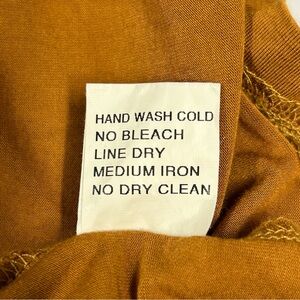 HAND WASH COLD
NO BLEACH
LINE DRY
MEDIUM IRON
NO DRY CLEAN